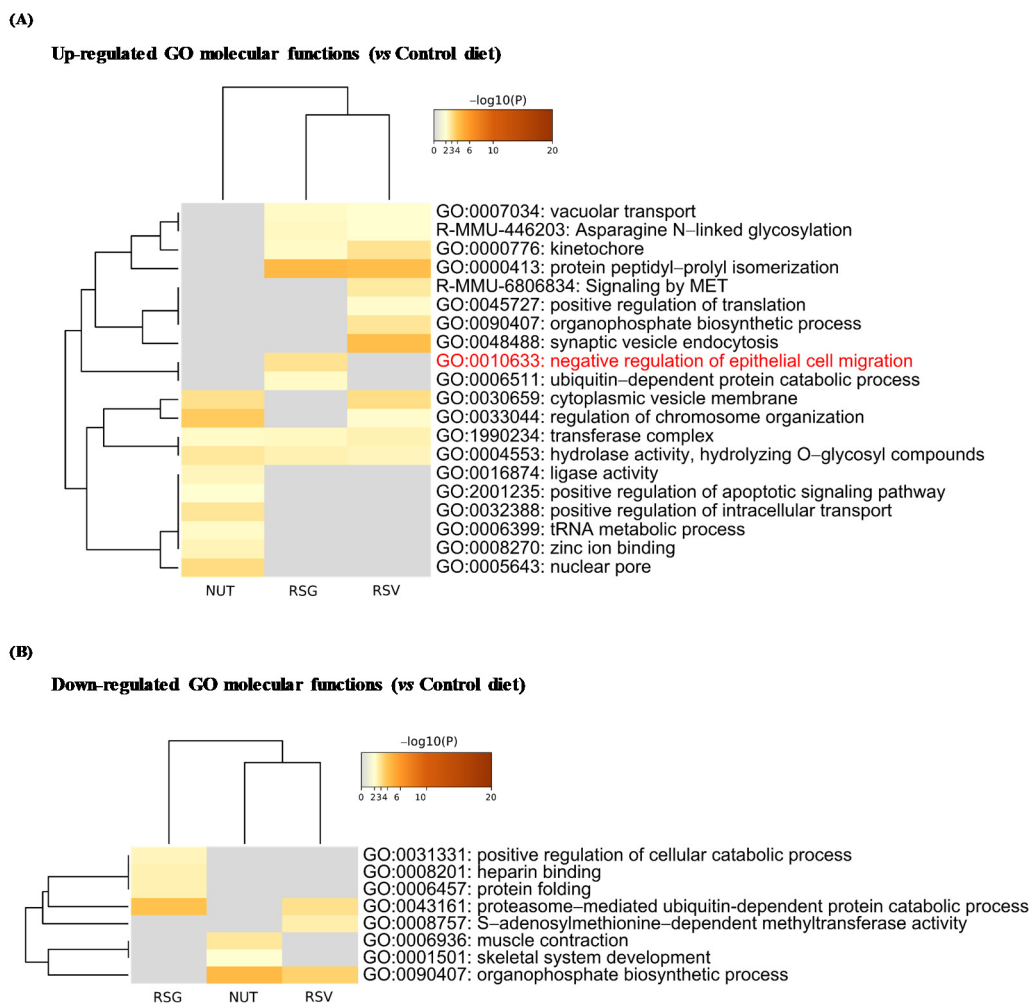 (A)
Up-regulated GO molecular functions (vs Control diet)
−log10(P)
0 2 3 4 6 10 20
GO:0007034: vacuolar transport
R-MMU-446203: Asparagine N−linked glycosylation
GO:0000776: kinetochore
GO:0000413: protein peptidyl−prolyl isomerization
R-MMU-6806834: Signaling by MET
GO:0045727: positive regulation of translation
GO:0090407: organophosphate biosynthetic process
GO:0048488: synaptic vesicle endocytosis
GO:0010633: negative regulation of epithelial cell migration
GO:0006511: ubiquitin−dependent protein catabolic process
GO:0030659: cytoplasmic vesicle membrane
GO:0033044: regulation of chromosome organization
GO:1990234: transferase complex
GO:0004553: hydrolase activity, hydrolyzing O−glycosyl compounds
GO:0016874: ligase activity
GO:2001235: positive regulation of apoptotic signaling pathway
GO:0032388: positive regulation of intracellular transport
GO:0006399: tRNA metabolic process
GO:0008270: zinc ion binding
GO:0005643: nuclear pore
NUT RSG RSV
(B)
Down-regulated GO molecular functions (vs Control diet)
−log10(P)
0 2 3 4 6 10 20
GO:0031331: positive regulation of cellular catabolic process
GO:0008201: heparin binding
GO:0006457: protein folding
GO:0043161: proteasome−mediated ubiquitin-dependent protein catabolic process
GO:0008757: S−adenosylmethionine−dependent methyltransferase activity
GO:0006936: muscle contraction
GO:0001501: skeletal system development
GO:0090407: organophosphate biosynthetic process
RSG NUT RSV